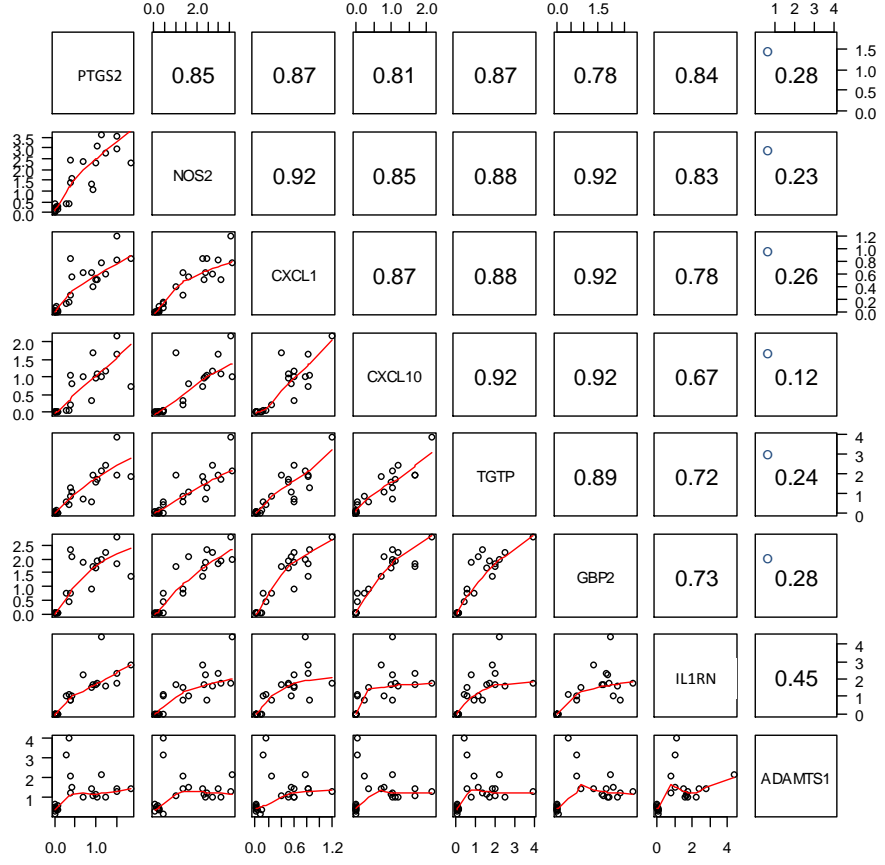 0.0 2.0 0.0 1.0 2.0 0.0 1.5 0 1 2 3 4
PTGS2 0.85 0.87 0.81 0.87 0.78 0.84 0.28
0.0 0.5 1.0 1.5
0.0 0.5 1.0 1.5 2.5 3.5
NOS2 0.92 0.85 0.88 0.92 0.83 0.23
CXCL1 0.87 0.88 0.92 0.78 0.26
0.0 0.2 0.4 0.6 0.8 1.2
0.0 0.5 1.0 1.5 2.0
CXCL10 0.92 0.92 0.67 0.12
TGTP 0.89 0.72 0.24
0 1 2 3 4
0.0 0.5 1.0 1.5 2.5
GBP2 0.73 0.28
IL1RN 0.45
0 1 2 3 4
1 2 3 4
ADAMTS1
0.0 1.0 0.0 0.6 1.2 0 1 2 3 4 0 2 4